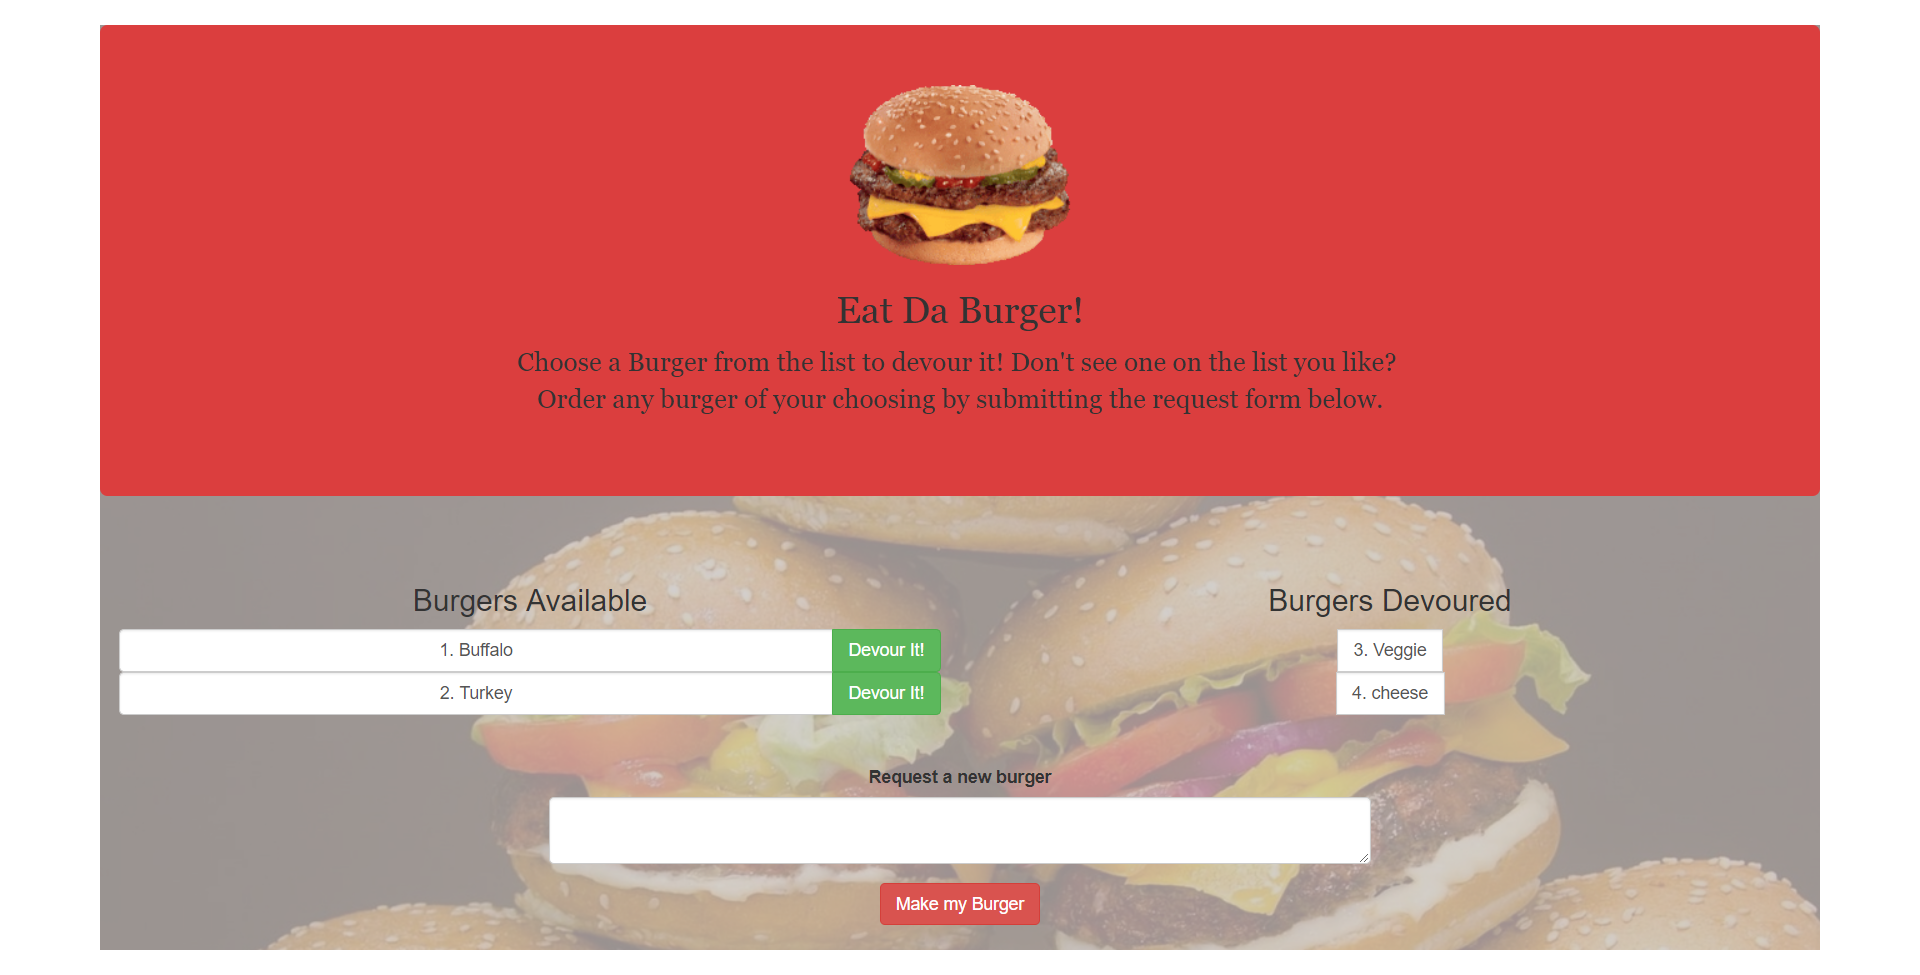 Eat Da Burger!
Choose a Burger from the list to devour it! Don't see one on the list you like?
Order any burger of your choosing by submitting the request form below.
Burgers Available
1. Buffalo
Devour It!
2. Turkey
Devour It!
Burgers Devoured
3. Veggie
4. cheese
Request a new burger
Make my Burger